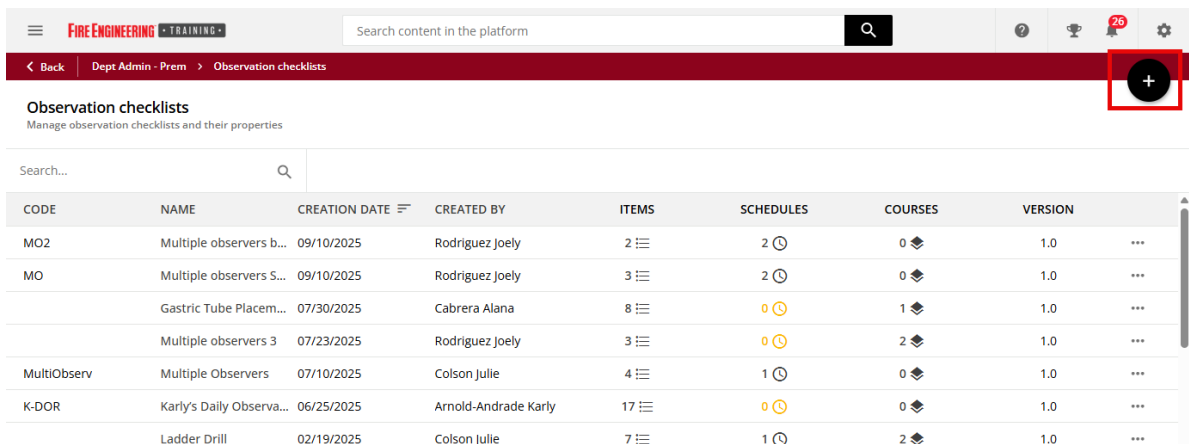 FIRE ENGINEERING • TRAINING •
Search content in the platform
26
Back Dept Admin - Prem > Observation checklists
+
Observation checklists
Manage observation checklists and their properties
Search...
CODE NAME CREATION DATE CREATED BY ITEMS SCHEDULES COURSES VERSION
MO2 Multiple observers b... 09/10/2025 Rodriguez Joely 2 2 0 1.0 ...
MO Multiple observers S... 09/10/2025 Rodriguez Joely 3 2 0 1.0 ...
Gastric Tube Placem... 07/30/2025 Cabrera Alana 8 0 1 1.0 ...
Multiple observers 3 07/23/2025 Rodriguez Joely 3 0 2 1.0 ...
MultiObserv Multiple Observers 07/10/2025 Colson Julie 4 1 0 1.0 ...
K-DOR Karly's Daily Observa... 06/25/2025 Arnold-Andrade Karly 17 0 0 1.0 ...
Ladder Drill 02/19/2025 Colson Julie 7 1 2 1.0 ...